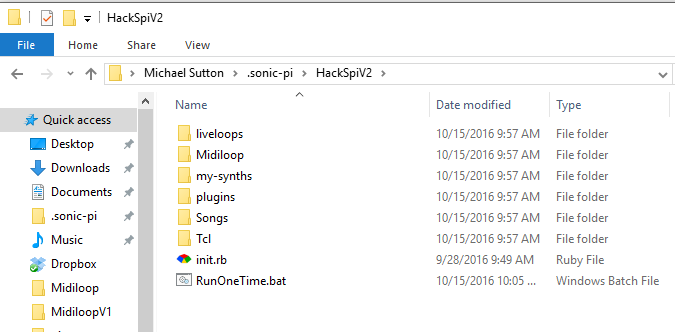 HackSpiV2
File Home Share View
Michael Sutton .sonic-pi HackSpiV2
Name Date modified Type
Quick access
Desktop
Downloads
Documents
.sonic-pi
Music
Dropbox
Midiloop
MidiloopV1
liveloops 10/15/2016 9:57 AM File folder
Midiloop 10/15/2016 9:57 AM File folder
my-synths 10/15/2016 9:57 AM File folder
plugins 10/15/2016 9:57 AM File folder
Songs 10/15/2016 9:57 AM File folder
Tcl 10/15/2016 9:57 AM File folder
init.rb 9/28/2016 9:49 AM Ruby File
RunOneTime.bat 10/15/2016 10:05 ... Windows Batch File